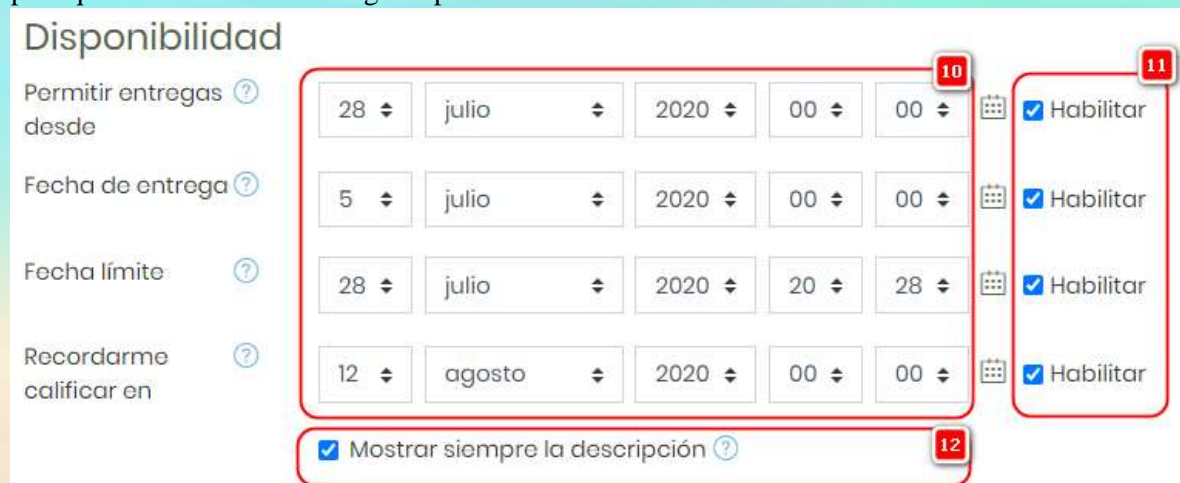 Disponibilidad
Permitir entregas desde 28 julio 2020 00 00 Habilitar
Fecha de entrega 5 julio 2020 00 00 Habilitar
Fecha límite 28 julio 2020 20 28 Habilitar
Recordarme calificar en 12 agosto 2020 00 00 Habilitar
Mostrar siempre la descripción
10
11
12